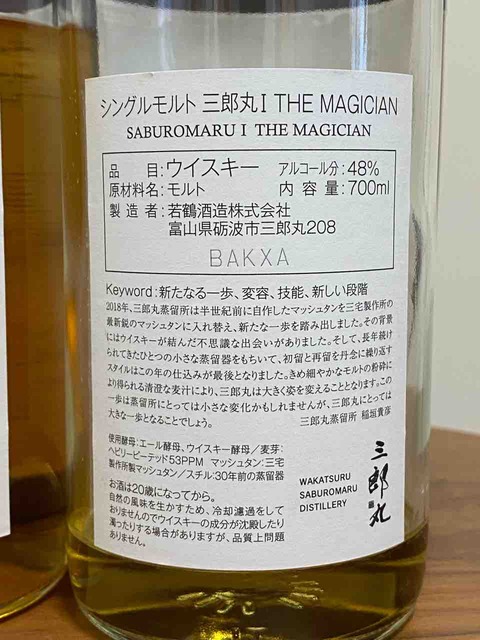 シングルモルト 三郎丸Ⅰ THE MAGICIAN
SABUROMARU Ⅰ THE MAGICIAN
品目:ウイスキー アルコール分:48%
原材料名:モルト 内容量:700ml
製造者:若鶴酒造株式会社
富山県砺波市三郎丸208
BAKXA
Keyword:新たなる一歩、変容、技能、新しい段階
2018年、三郎丸蒸留所は半世紀前に自作したマッシュタンを三宅製作所の
最新鋭のマッシュタンに入れ替え、新たな一歩を踏み出しました。その背景
にはウイスキーが結んだ不思議な出会いがありました。そして、長年続け
られてきたひとつの小さな蒸留器をもちいて、初留と再留を丹念に繰り返す
スタイルはこの年の仕込みが最後となりました。きめ細やかなモルトの粉砕に
より得られる清澄な麦汁により、三郎丸は大きく姿を変えることとなります。この
一歩は蒸留所にとっては小さな変化かもしれませんが、三郎丸にとっては
大きな一歩となることでしょう。 三郎丸蒸留所 稲垣貴彦
使用酵母:エール酵母、ウイスキー酵母/麦芽:
ヘビリーピーテッド53PPM マッシュタン:三宅
製作所製マッシュタン/スチル:30年前の蒸留器
お酒は20歳になってから。
自然の風味を生かすため、冷却濾過をして
おりませんのでウイスキーの成分が沈殿したり
濁ったりする場合がありますが、品質上問題
ありません。
WAKATSURU
SABUROMARU
DISTILLERY
三郎丸